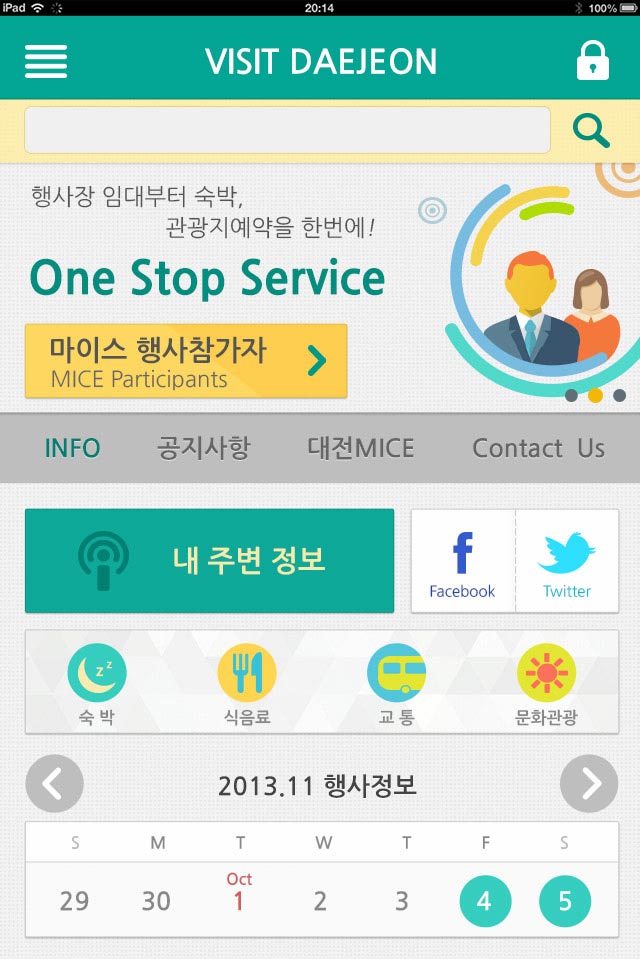 iPad 20:14 100%
VISIT DAEJEON
행사장 임대부터 숙박,
관광지예약을 한번에!
One Stop Service
마이스 행사참가자
MICE Participants
INFO 공지사항 대전MICE Contact Us
내 주변 정보
Facebook Twitter
z z
숙박 식음료 교통 문화관광
2013.11 행사정보
S M T W T F S
Oct
29 30 1 2 3 4 5